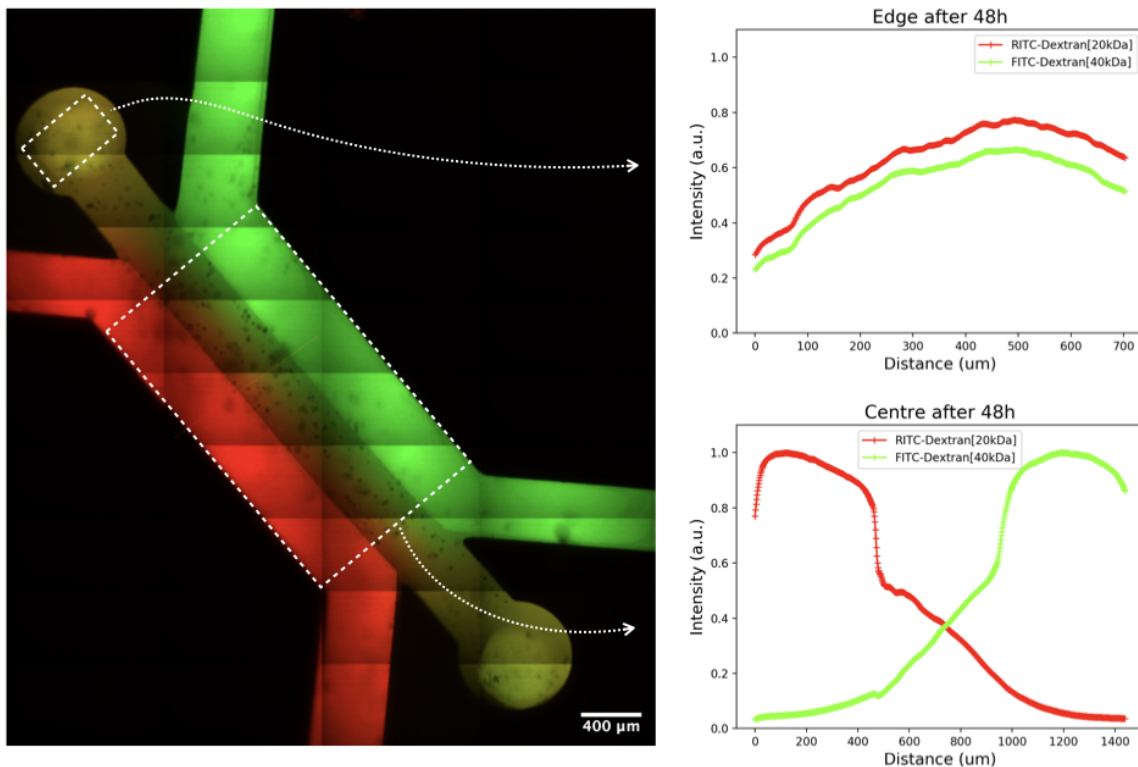 400 μm
Edge after 48h
RITC-Dextran[20kDa]
FITC-Dextran[40kDa]
Intensity (a.u.)
1.0
0.8
0.6
0.4
0.2
0.0
0 100 200 300 400 500 600 700
Distance (um)
Centre after 48h
RITC-Dextran[20kDa]
FITC-Dextran[40kDa]
Intensity (a.u.)
1.0
0.8
0.6
0.4
0.2
0.0
0 200 400 600 800 1000 1200 1400
Distance (um)